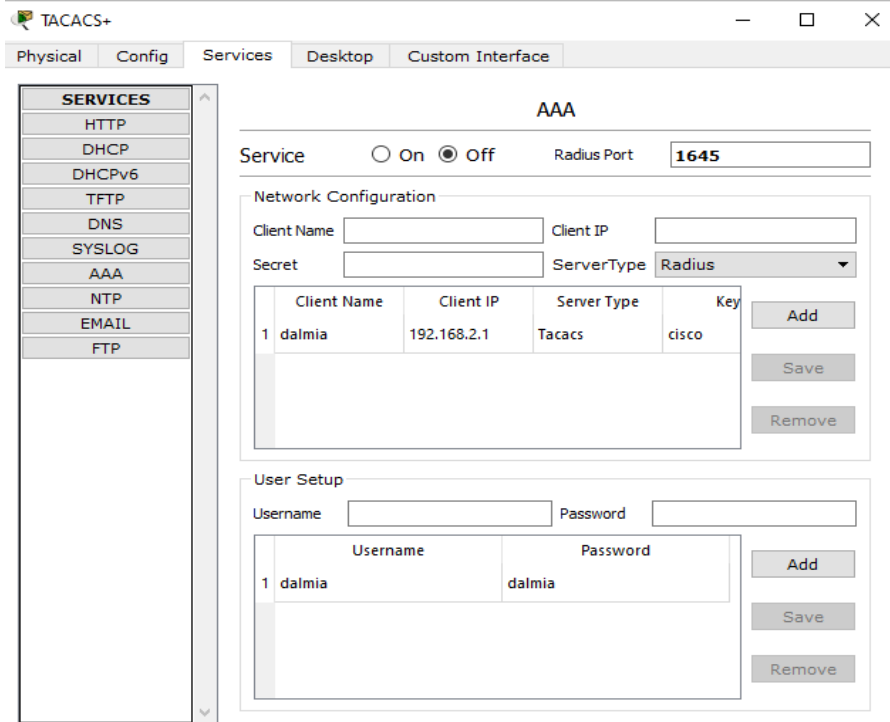 TACACS+
Physical Config Services Desktop Custom Interface
SERVICES
HTTP
DHCP
DHCPv6
TFTP
DNS
SYSLOG
AAA
NTP
EMAIL
FTP
AAA
Service On Off Radius Port 1645
Network Configuration
Client Name Client IP
Secret ServerType Radius
Client Name Client IP Server Type Key
1 dalmia 192.168.2.1 Tacacs cisco
Add
Save
Remove
User Setup
Username Password
Username Password
1 dalmia dalmia
Add
Save
Remove